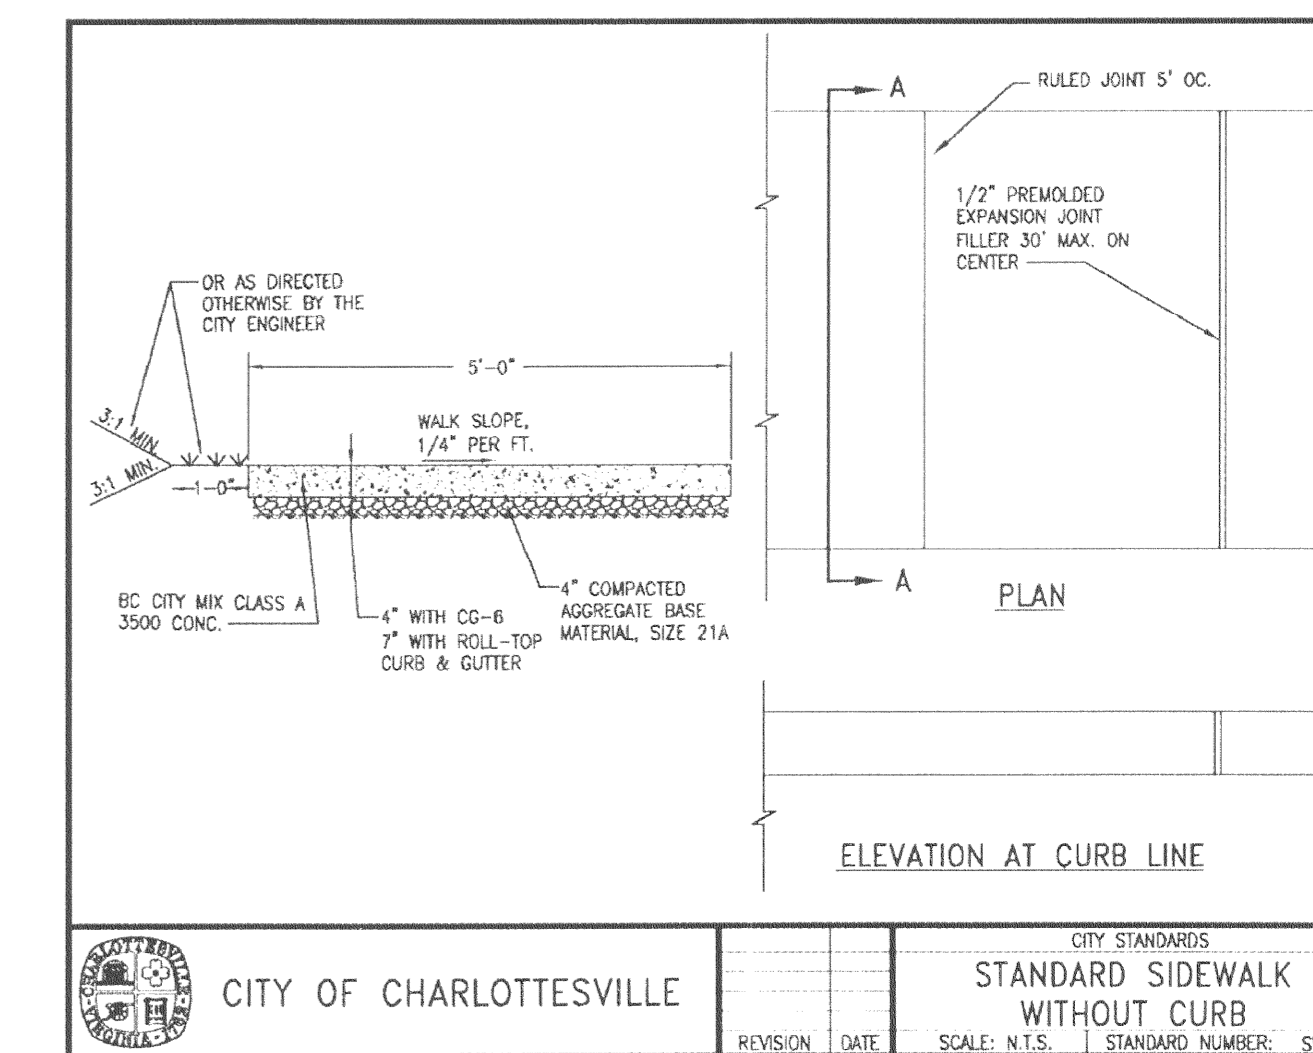 A
RULED JOINT 5' OC.
1/2" PREMOLDED
EXPANSION JOINT
FILLER 30' MAX. ON
CENTER
OR AS DIRECTED
OTHERWISE BY THE
CITY ENGINEER
5'-0"
WALK SLOPE,
1/4" PER FT.
3:1 MIN.
3:1 MIN.
1'-0"
BC CITY MIX CLASS A
3500 CONC.
4" WITH CG-6
7" WITH ROLL-TOP
CURB & GUTTER
4" COMPACTED
AGGREGATE BASE
MATERIAL, SIZE 21A
A
PLAN
ELEVATION AT CURB LINE
CHARLOTTESVILLE
VIRGINIA
CITY OF CHARLOTTESVILLE
REVISION DATE
CITY STANDARDS
STANDARD SIDEWALK
WITHOUT CURB
SCALE: N.T.S. STANDARD NUMBER: S